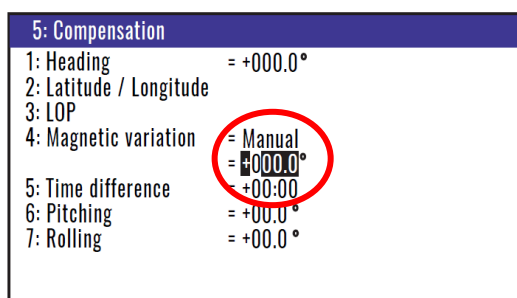 5: Compensation
1: Heading = +000.0°
2: Latitude / Longitude
3: LOP
4: Magnetic variation = Manual
= +000.0°
5: Time difference = +00:00
6: Pitching = +00.0°
7: Rolling = +00.0°